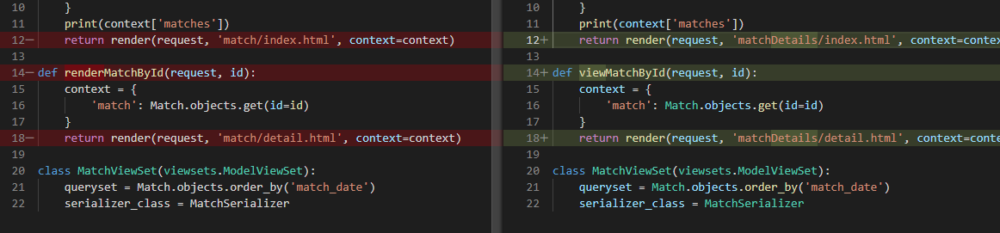 10 }
11 print(context['matches'])
12− return render(request, 'match/index.html', context=context)
13
14− def renderMatchById(request, id):
15 context = {
16 'match': Match.objects.get(id=id)
17 }
18− return render(request, 'match/detail.html', context=context)
19
20 class MatchViewSet(viewsets.ModelViewSet):
21 queryset = Match.objects.order_by('match_date')
22 serializer_class = MatchSerializer
10 }
11 print(context['matches'])
12+ return render(request, 'matchDetails/index.html', context=contex
13
14+ def viewMatchById(request, id):
15 context = {
16 'match': Match.objects.get(id=id)
17 }
18+ return render(request, 'matchDetails/detail.html', context=conte
19
20 class MatchViewSet(viewsets.ModelViewSet):
21 queryset = Match.objects.order_by('match_date')
22 serializer_class = MatchSerializer